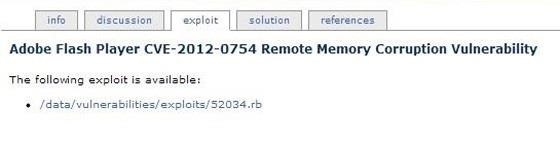 info discussion exploit solution references
Adobe Flash Player CVE-2012-0754 Remote Memory Corruption Vulnerability
The following exploit is available:
• /data/vulnerabilities/exploits/52034.rb